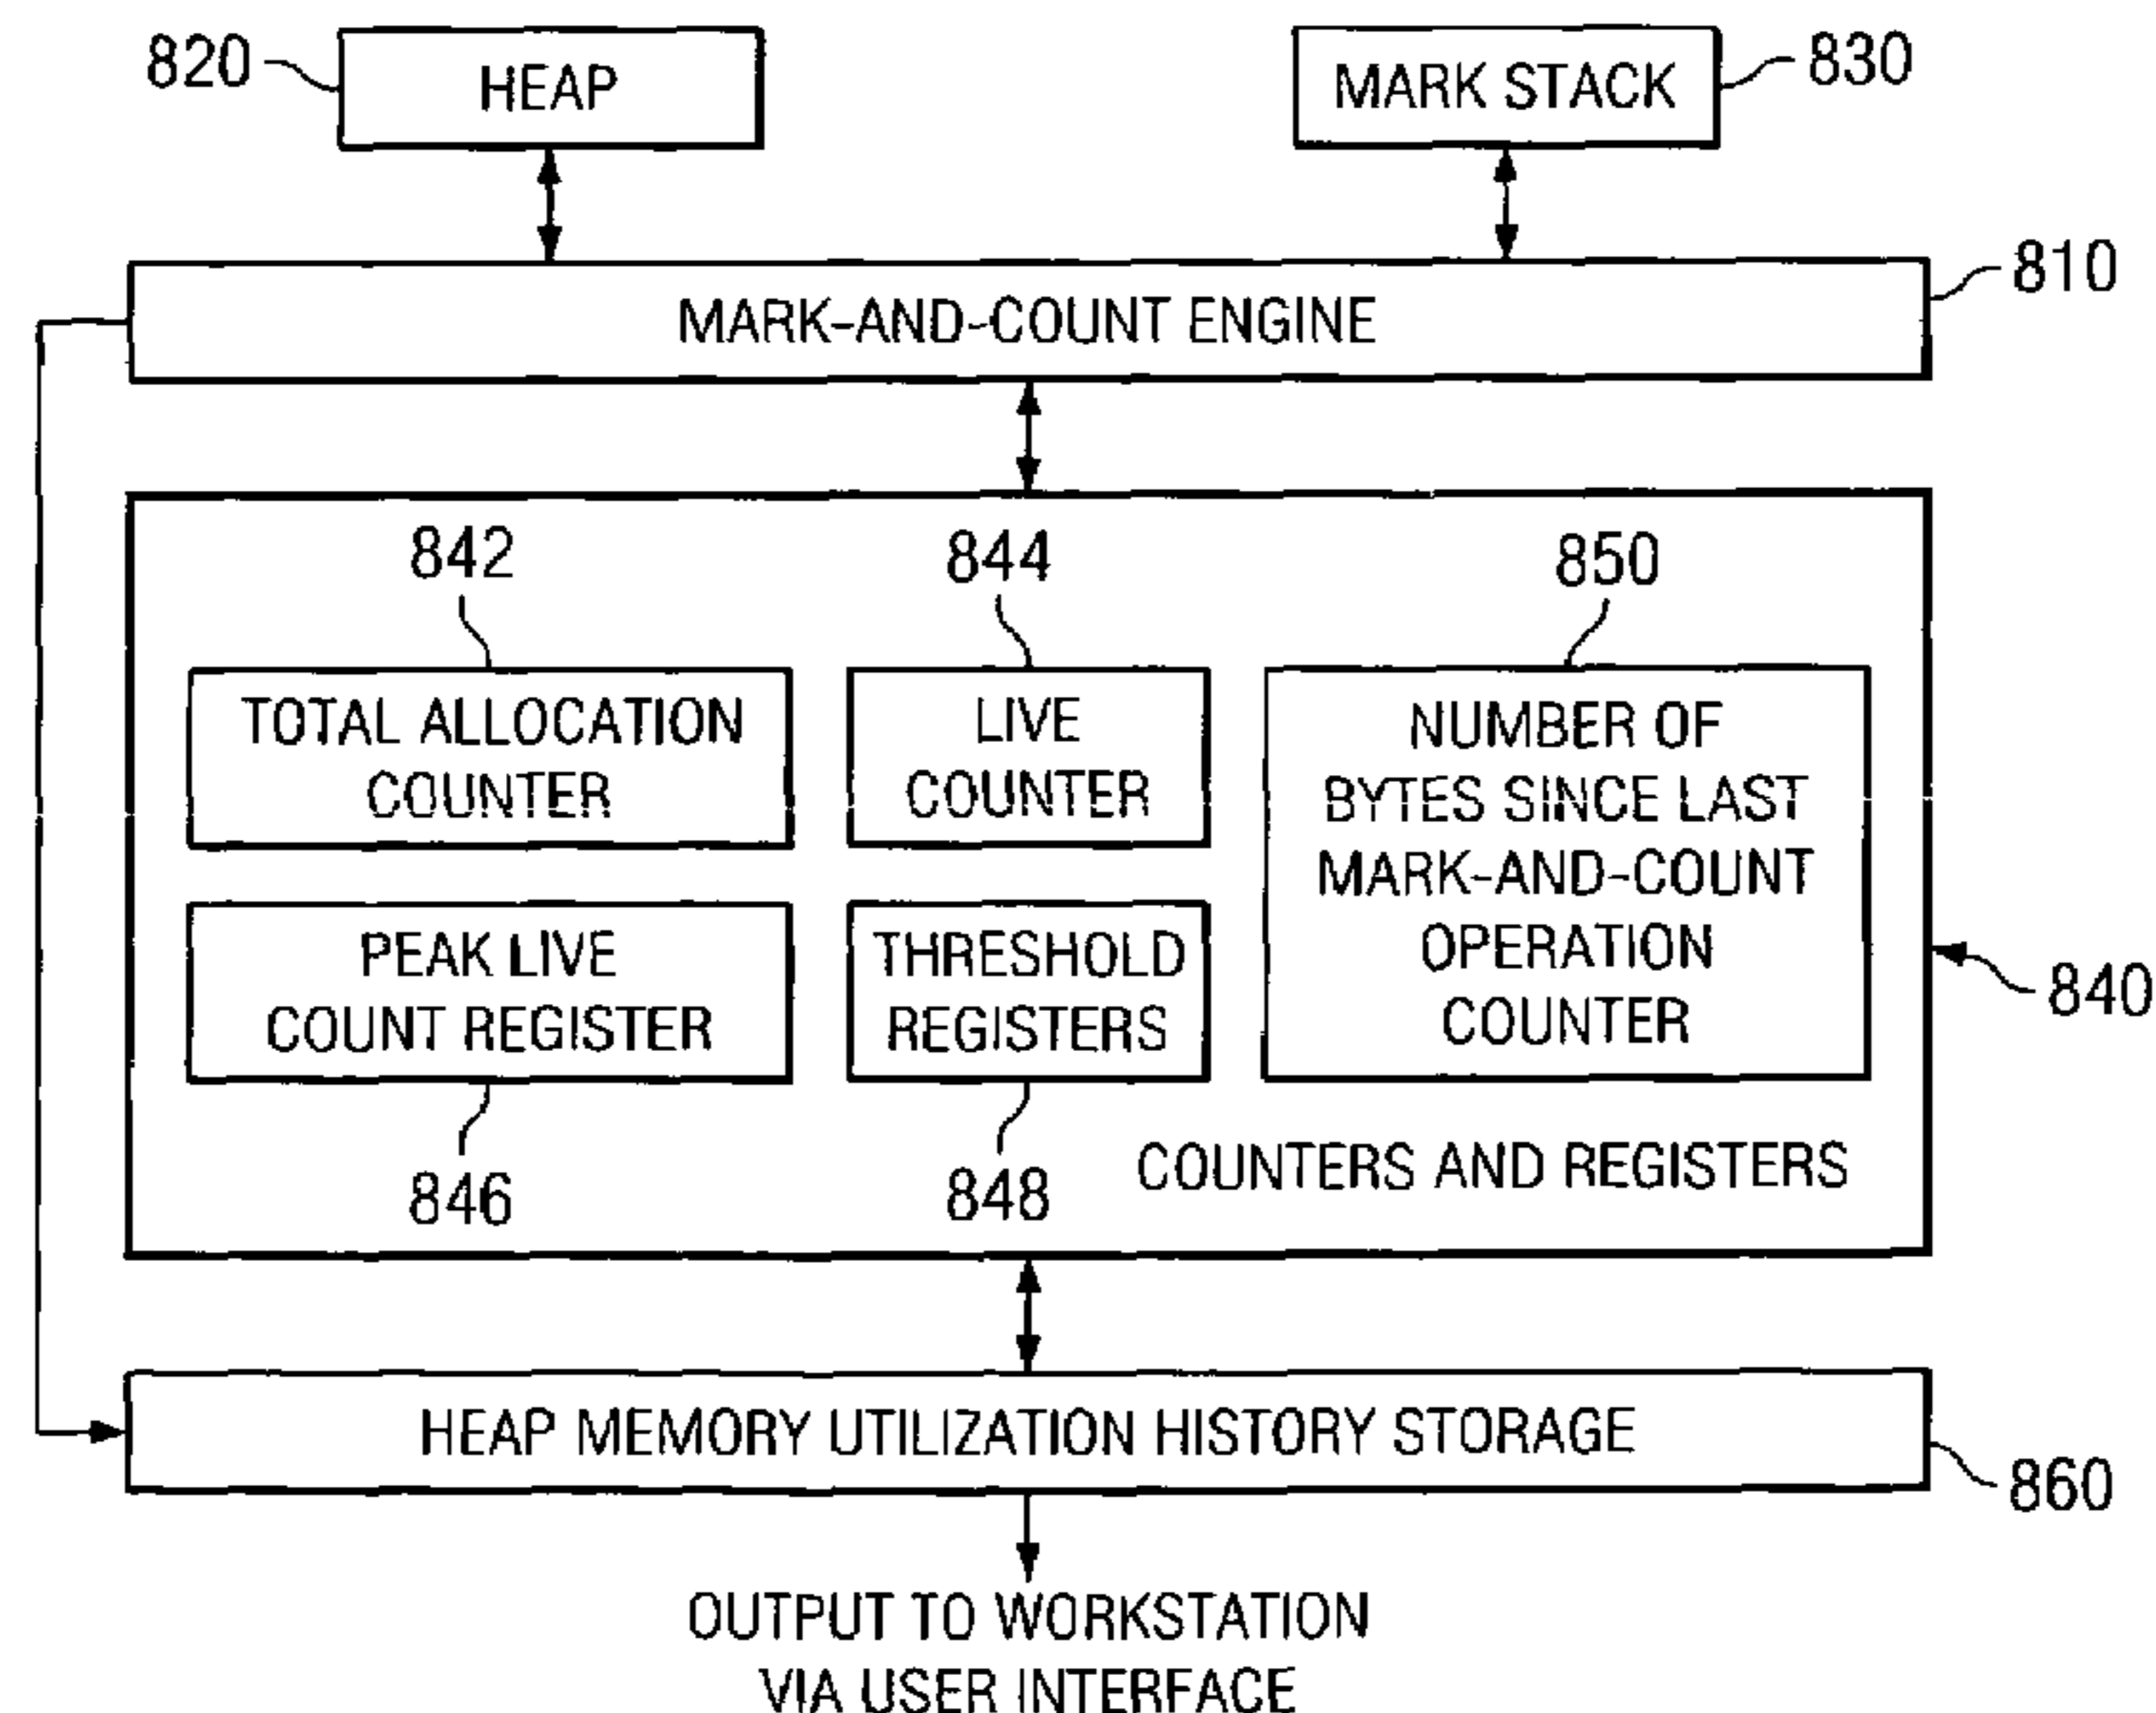 820
HEAP
MARK STACK
830
810
MARK-AND-COUNT ENGINE
842
844
850
TOTAL ALLOCATION
COUNTER
LIVE
COUNTER
NUMBER OF
BYTES SINCE LAST
MARK-AND-COUNT
OPERATION
COUNTER
PEAK LIVE
COUNT REGISTER
THRESHOLD
REGISTERS
840
846
848
COUNTERS AND REGISTERS
HEAP MEMORY UTILIZATION HISTORY STORAGE
860
OUTPUT TO WORKSTATION
VIA USER INTERFACE